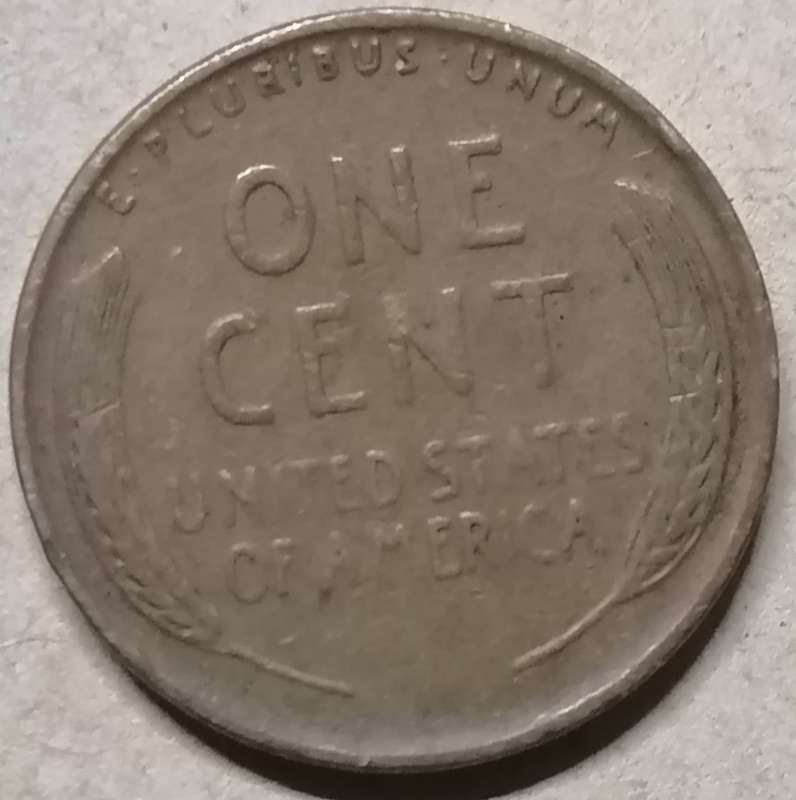 E·PLURIBUS·UNUM
ONE
CENT
UNITED STATES
OF AMERICA